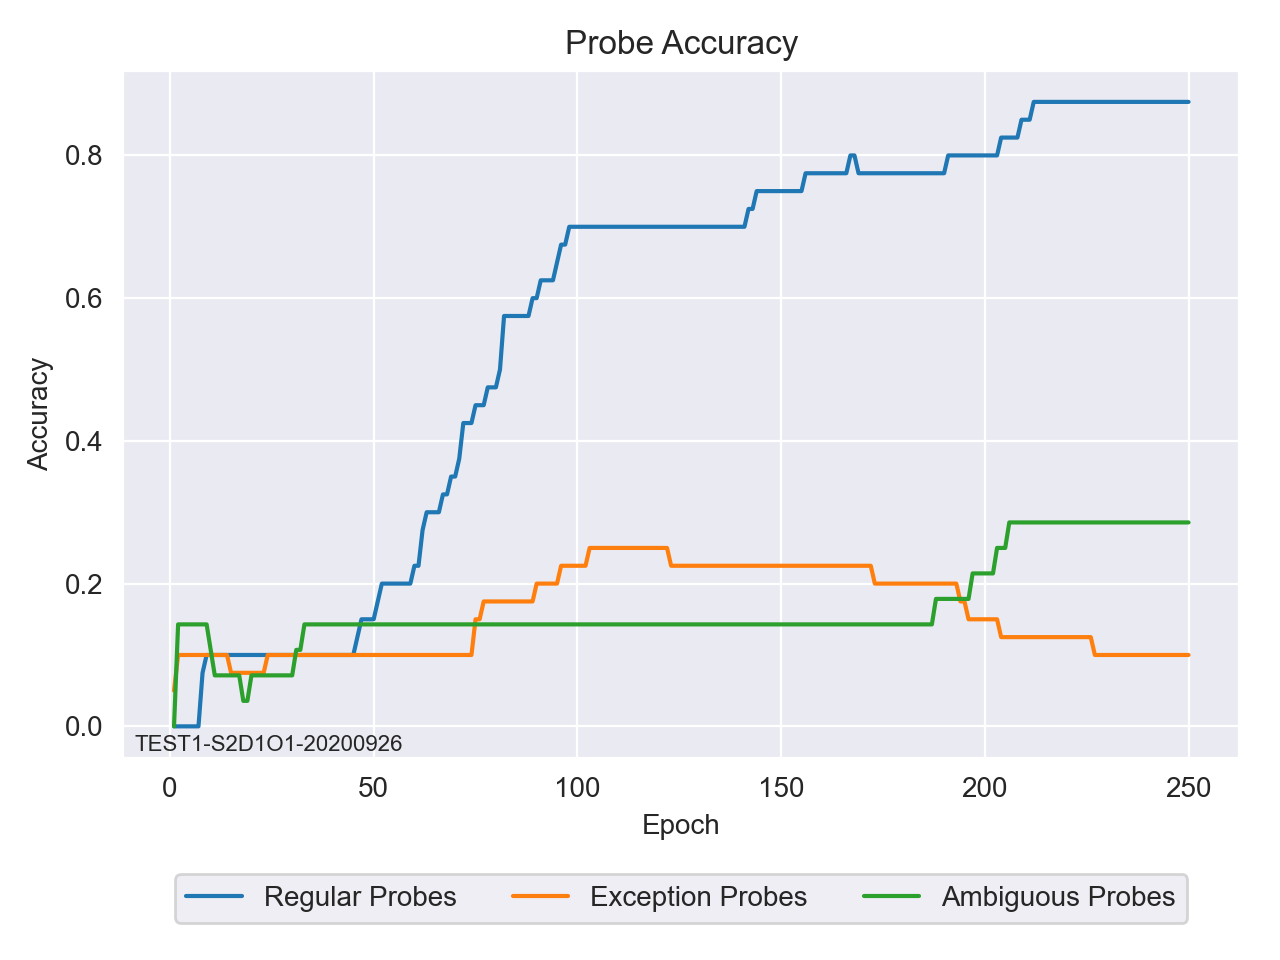 Probe Accuracy
Accuracy
0.8
0.6
0.4
0.2
0.0
TEST1-S2D1O1-20200926
0 50 100 150 200 250
Epoch
Regular Probes Exception Probes Ambiguous Probes